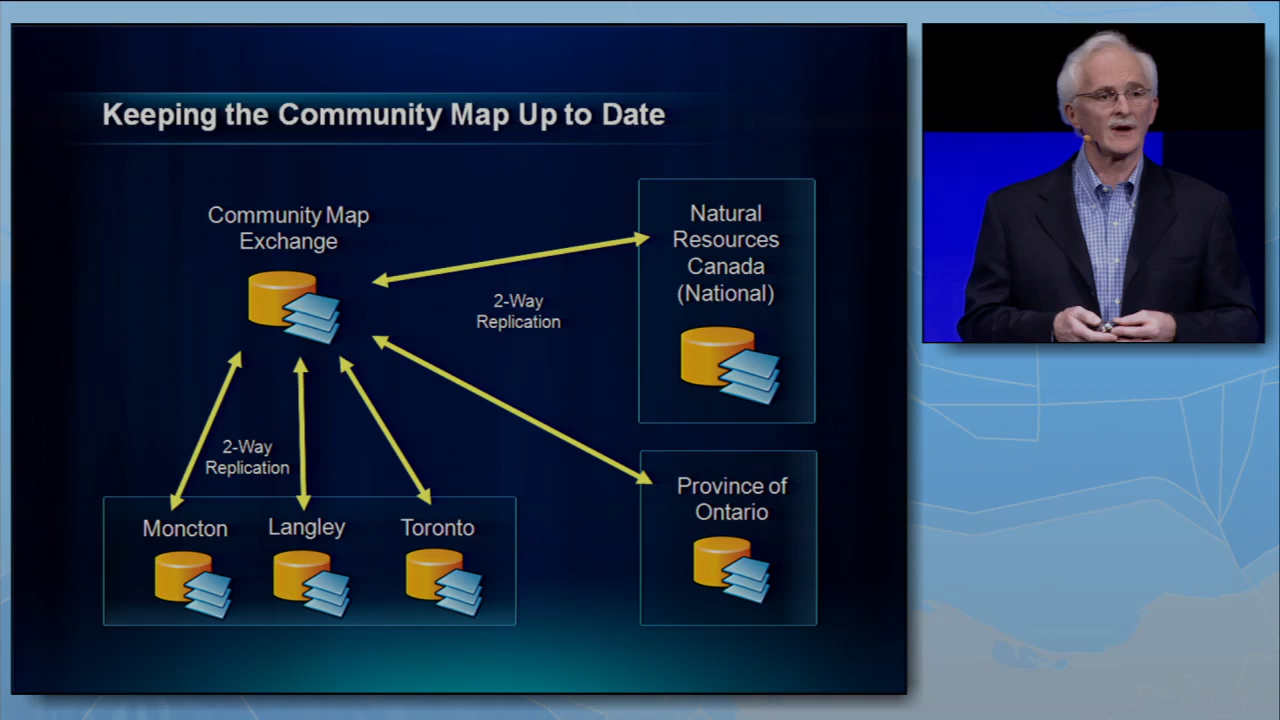 Keeping the Community Map Up to Date
Community Map
Exchange
Natural
Resources
Canada
(National)
2-Way
Replication
2-Way
Replication
Province of
Ontario
Moncton
Langley
Toronto